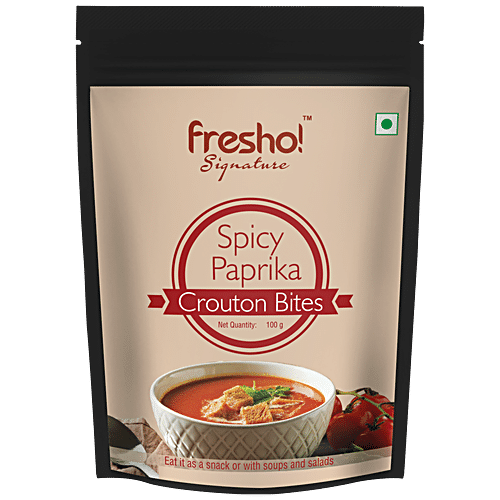 fresho!™
Signature
Spicy
Paprika
Crouton Bites
Net Quantity: 100 g
Eat it as a snack or with soups and salads